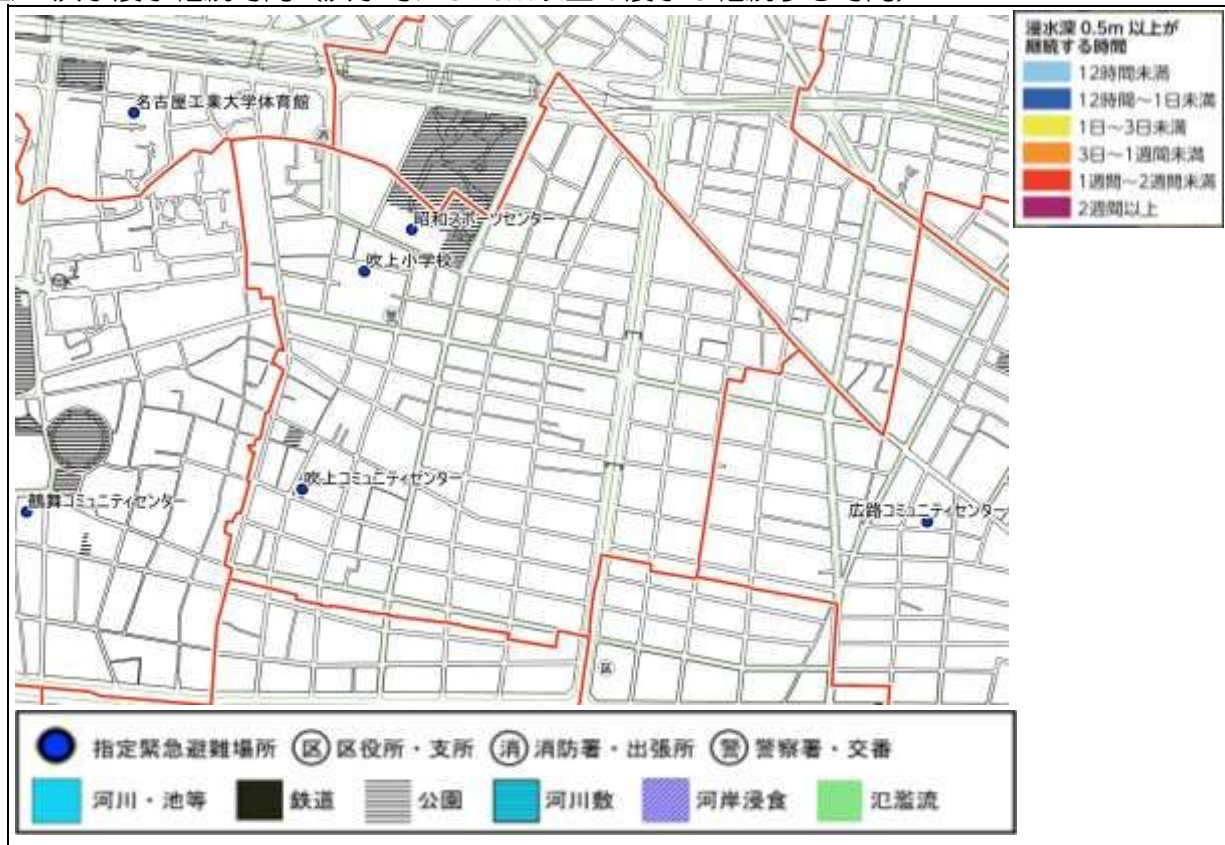 浸水深 0.5m 以上が
継続する時間
12時間未満
12時間～1日未満
1日～3日未満
3日～1週間未満
1週間～2週間未満
2週間以上
名古屋工業大学体育館
昭和スポーツセンター
吹上小学校
警
吹上コミュニティセンター
鶴舞コミュニティセンター
広路コミュニティセンター
区
指定緊急避難場所 区 区役所・支所 消 消防署・出張所 警 警察署・交番
河川・池等 鉄道 公園 河川敷 河岸浸食 氾濫流